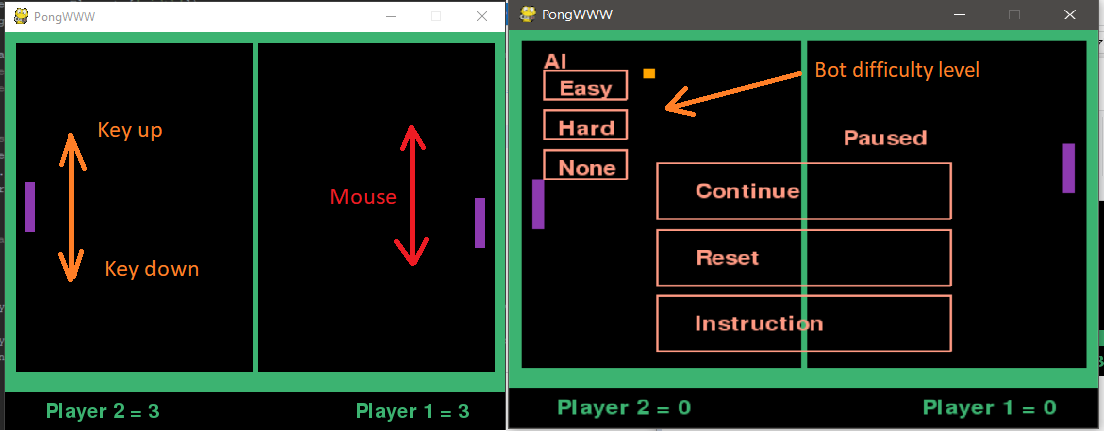 PongWWW
Key up
Mouse
Key down
Player 2 = 3
Player 1 = 3
PongWWW
AI
Easy
Hard
None
Bot difficulty level
Paused
Continue
Reset
Instruction
Player 2 = 0
Player 1 = 0